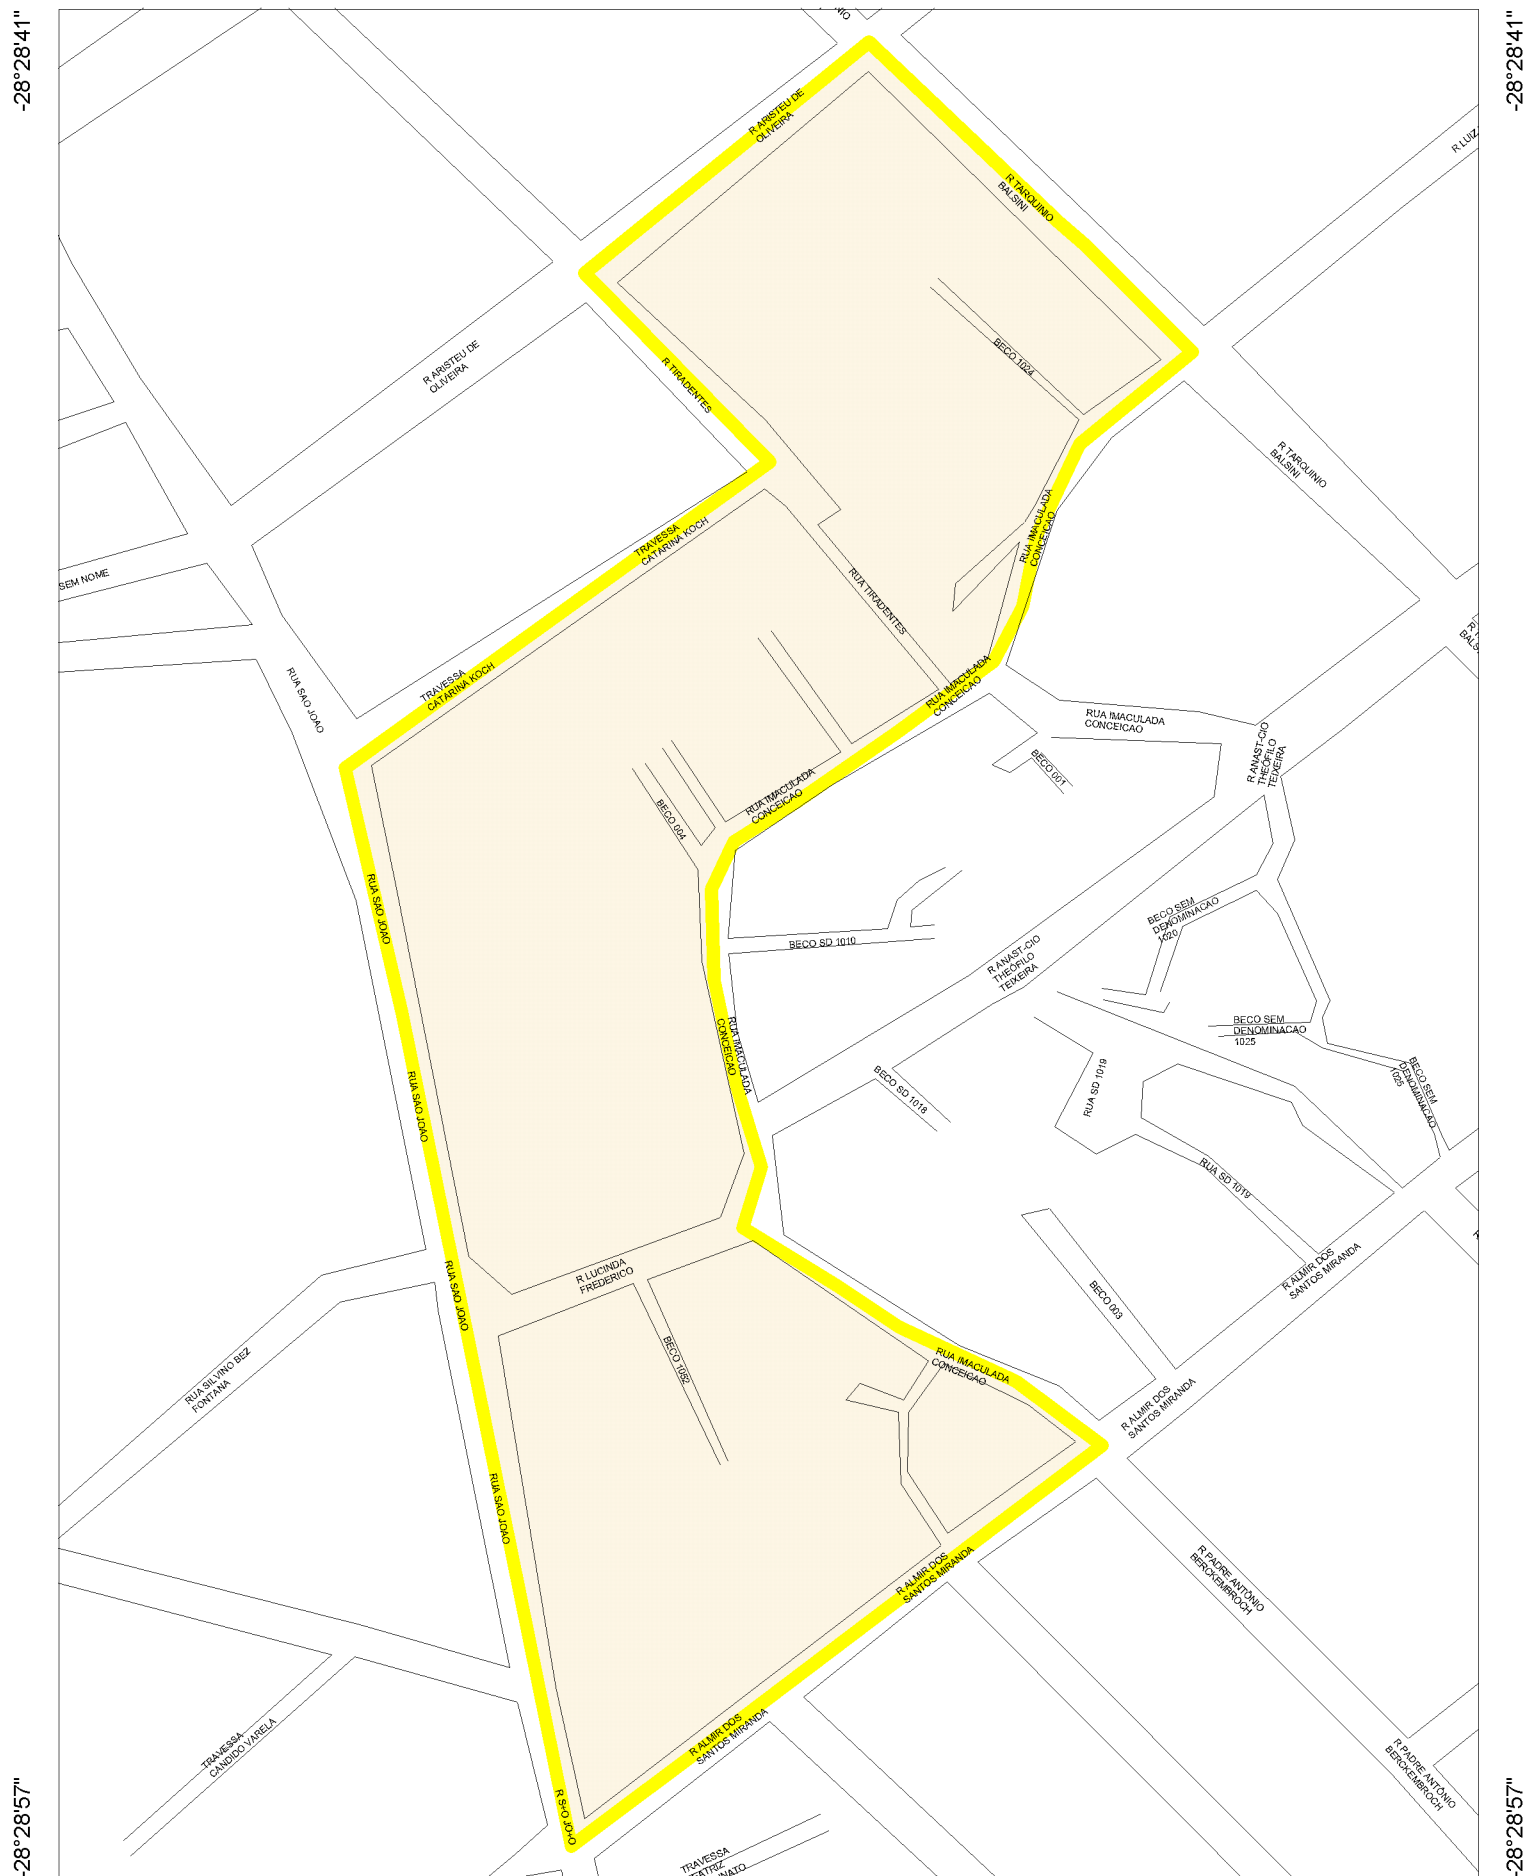 -28°28'41"
-28°28'41"
R ARISTEU DE
OLIVEIRA
R LUIZ
R TARQUINIO
BALSINI
BECO 1024
R ARISTEU DE
OLIVEIRA
R TIRADENTES
R TARQUINIO
BALSINI
RUA IMACULADA
CONCEICAO
TRAVESSA
CATARINA KOCH
SEM NOME
RUA TIRADENTES
RUA SAO JOAO
TRAVESSA
CATARINA KOCH
RUA IMACULADA
CONCEICAO
RUA IMACULADA
CONCEICAO
R ANAST-CIO
THEÓFILO
TEIXEIRA
BECO 001
RUA IMACULADA
CONCEICAO
BECO 004
RUA SAO JOAO
BECO SEM
DENOMINACAO
1020
BECO SD 1010
R ANAST-CIO
THEÓFILO
TEIXEIRA
BECO SEM
DENOMINACAO
1025
RUA IMACULADA
CONCEICAO
RUA SAO JOAO
BECO SD 1018
RUA SD 1019
BECO SEM
DENOMINACAO
1025
RUA SD 1019
R LUCINDA
FREDERICO
RUA SAO JOAO
BECO 003
R ALMIR DOS
SANTOS MIRANDA
RUA SILVINO BEZ
FONTANA
BECO 1082
RUA IMACULADA
CONCEICAO
R ALMIR DOS
SANTOS MIRANDA
RUA SAO JOAO
R ALMIR DOS
SANTOS MIRANDA
R PADRE ANTÔNIO
BERCKEMBROCH
TRAVESSA
CANDIDO VARELA
R ALMIR DOS
SANTOS MIRANDA
R PADRE ANTÔNIO
BERCKEMBROCH
R S+O JO+O
TRAVESSA
-28°28'57"
-28°28'57"